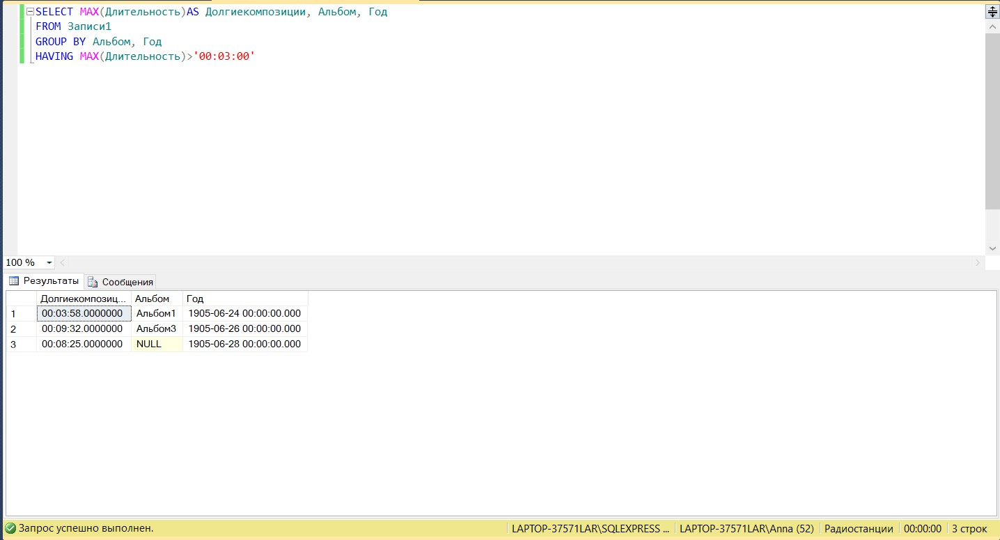 SELECT MAX(Длительность)AS Долгиекомпозиции, Альбом, Год
FROM Записи1
GROUP BY Альбом, Год
HAVING MAX(Длительность)>'00:03:00'
100 %
Результаты Сообщения
Долгиекомпозиц... Альбом Год
1 00:03:58.0000000 Альбом1 1905-06-24 00:00:00.000
2 00:09:32.0000000 Альбом3 1905-06-26 00:00:00.000
3 00:08:25.0000000 NULL 1905-06-28 00:00:00.000
Запрос успешно выполнен. LAPTOP-37571LAR\SQLEXPRESS ... LAPTOP-37571LAR\Anna (52) Радиостанции 00:00:00 3 строк